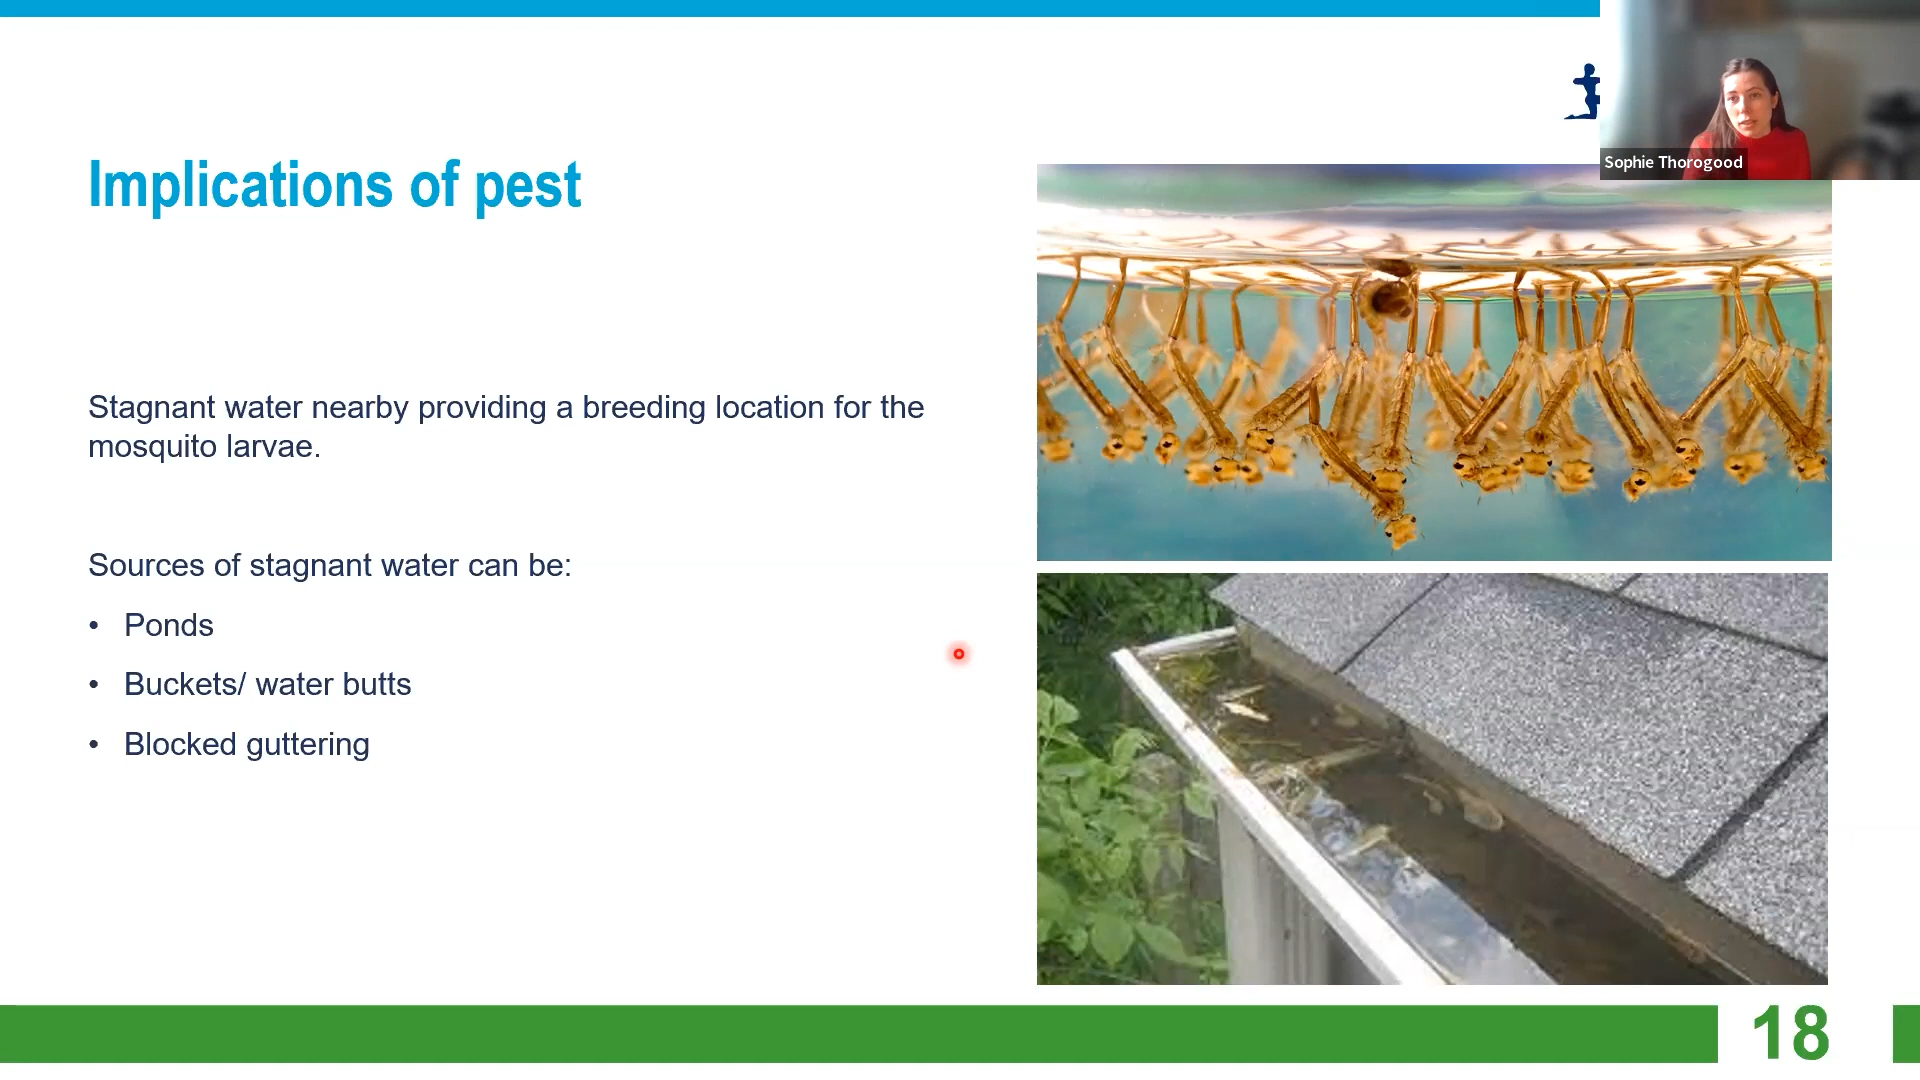 Sophie Thorogood
Implications of pest
Stagnant water nearby providing a breeding location for the
mosquito larvae.
Sources of stagnant water can be:
• Ponds
• Buckets/ water butts
• Blocked guttering
18